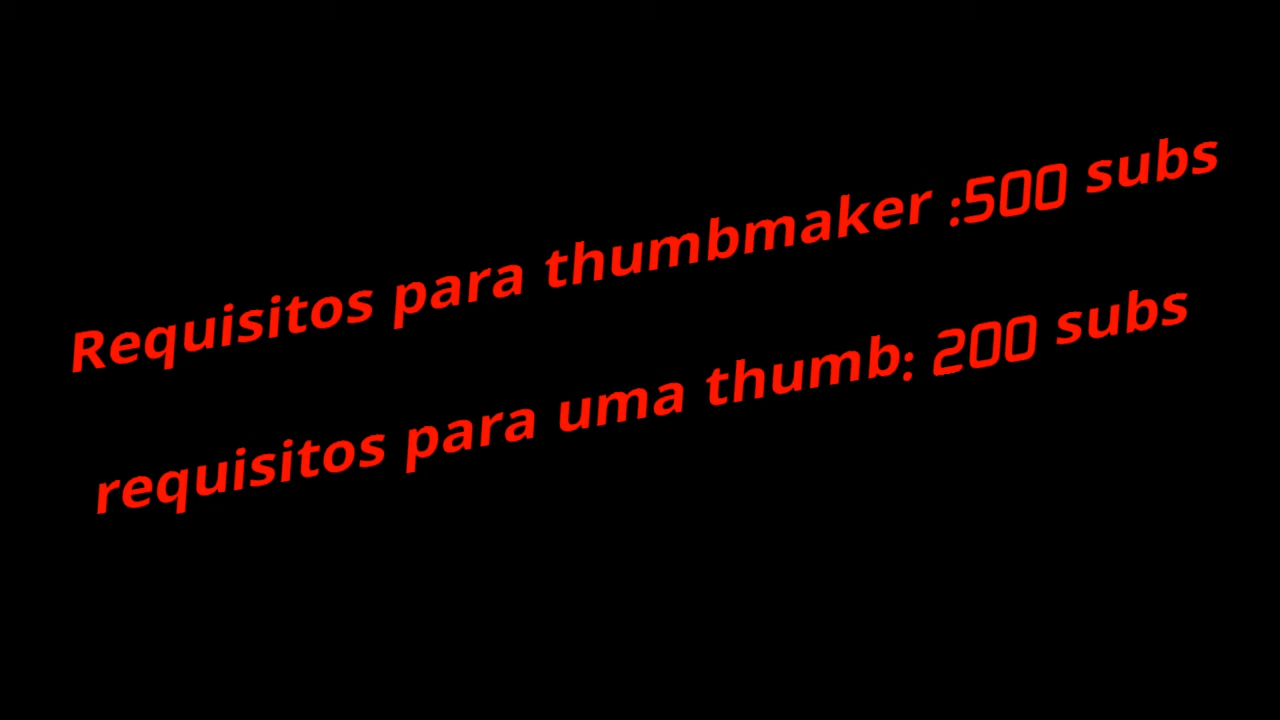 Requisitos para thumbmaker :500 subs
requisitos para uma thumb: 200 subs